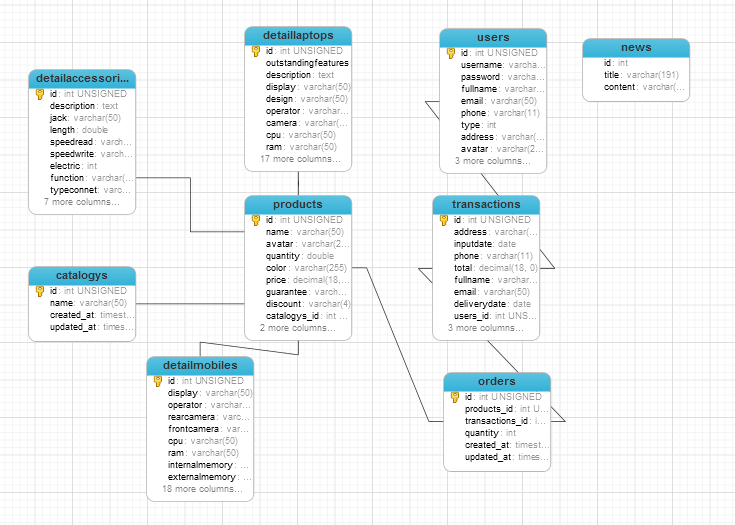 detailaccessori...
id: int UNSIGNED
description: text
jack: varchar(50)
length: double
speedread: varch...
speedwrite: varch...
electric: int
function: varchar(...
typeconnet: varc...
7 more columns...
detaillaptops
id: int UNSIGNED
outstandingfeatures
description: text
display: varchar(50)
design: varchar(50)
operator: varchar...
camera: varchar(...
cpu: varchar(50)
ram: varchar(50)
17 more columns...
users
id: int UNSIGNED
username: varcha...
password: varcha...
fullname: varchar...
email: varchar(50)
phone: varchar(11)
type: int
address: varchar(...
avatar: varchar(2...
3 more columns...
news
id: int
title: varchar(191)
content: varchar(...
products
id: int UNSIGNED
name: varchar(50)
avatar: varchar(2...
quantity: double
color: varchar(255)
price: decimal(18,...
guarantee: varch...
discount: varchar(4)
catalogys_id: int ...
2 more columns...
transactions
id: int UNSIGNED
address: varchar(...
inputdate: date
phone: varchar(11)
total: decimal(18, 0)
fullname: varchar...
email: varchar(50)
deliverydate: date
users_id: int UNS...
3 more columns...
catalogys
id: int UNSIGNED
name: varchar(50)
created_at: timest...
updated_at: times...
detailmobiles
id: int UNSIGNED
display: varchar(50)
operator: varchar...
rearcamera: varc...
frontcamera: varc...
cpu: varchar(50)
ram: varchar(50)
internalmemory: ...
externalmemory: ...
18 more columns...
orders
id: int UNSIGNED
products_id: int U...
transactions_id: i...
quantity: int
created_at: timest...
updated_at: times...